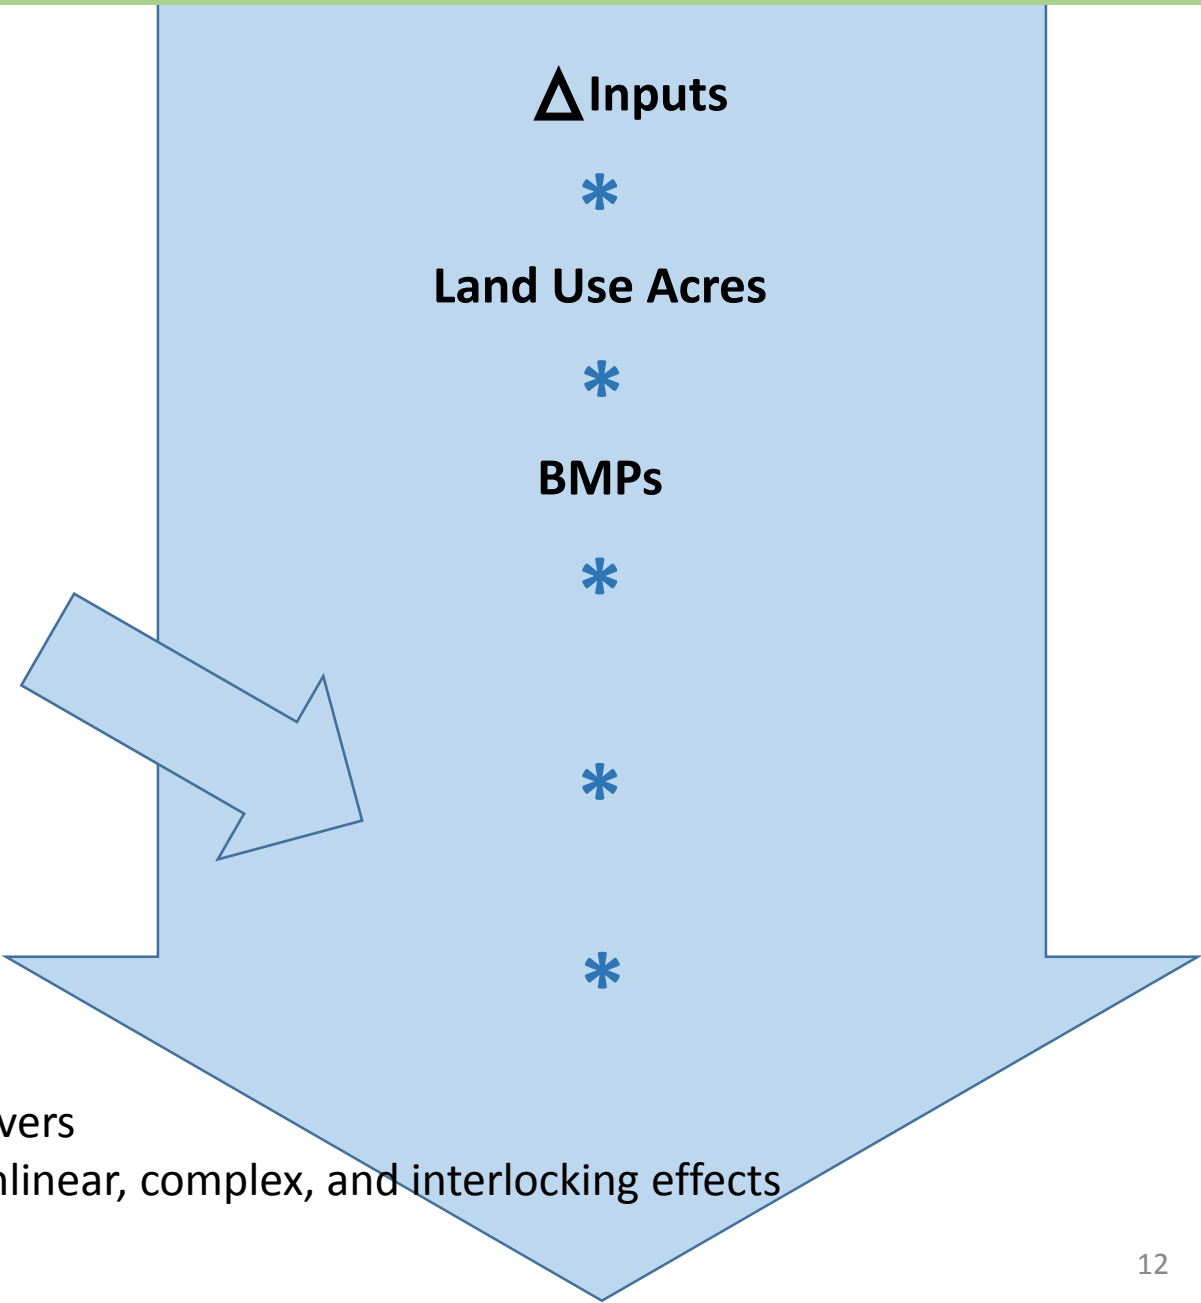 Δ Inputs
*
Land Use Acres
*
BMPs
*
*
*
vers
nlinear, complex, and interlocking effects
12